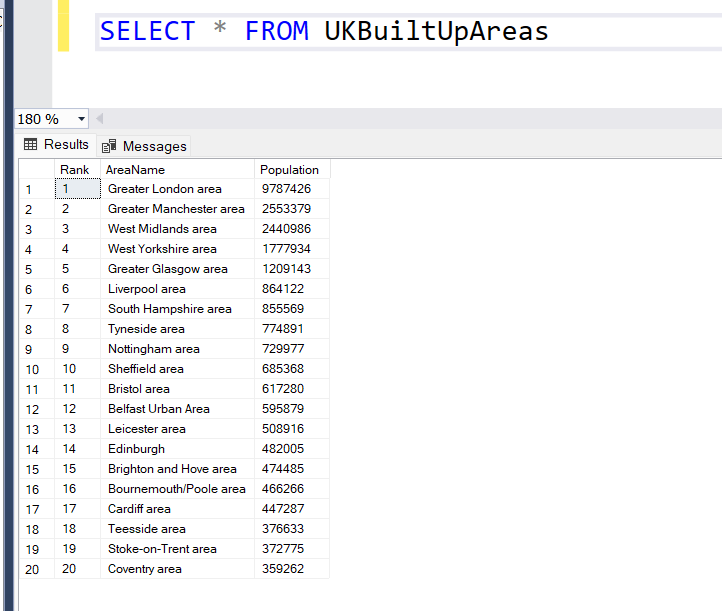 SELECT * FROM UKBuiltUpAreas
180 %
Results Messages
Rank AreaName Population
1 1 Greater London area 9787426
2 2 Greater Manchester area 2553379
3 3 West Midlands area 2440986
4 4 West Yorkshire area 1777934
5 5 Greater Glasgow area 1209143
6 6 Liverpool area 864122
7 7 South Hampshire area 855569
8 8 Tyneside area 774891
9 9 Nottingham area 729977
10 10 Sheffield area 685368
11 11 Bristol area 617280
12 12 Belfast Urban Area 595879
13 13 Leicester area 508916
14 14 Edinburgh 482005
15 15 Brighton and Hove area 474485
16 16 Bournemouth/Poole area 466266
17 17 Cardiff area 447287
18 18 Teesside area 376633
19 19 Stoke-on-Trent area 372775
20 20 Coventry area 359262